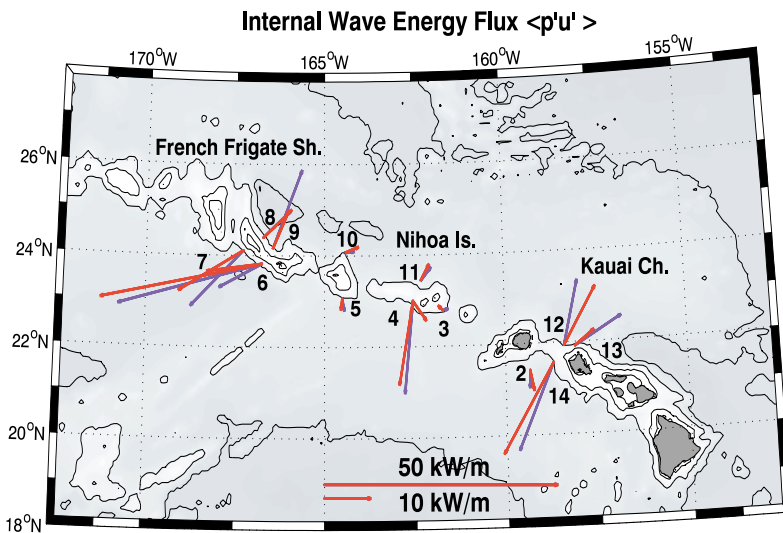 Internal Wave Energy Flux <p'u' >
170°W
165°W
160°W
155°W
26°N
24°N
22°N
20°N
18°N
French Frigate Sh.
8
9
10
Nihoa Is.
7
6
11
Kauai Ch.
5
4
3
12
13
2
14
50 kW/m
10 kW/m